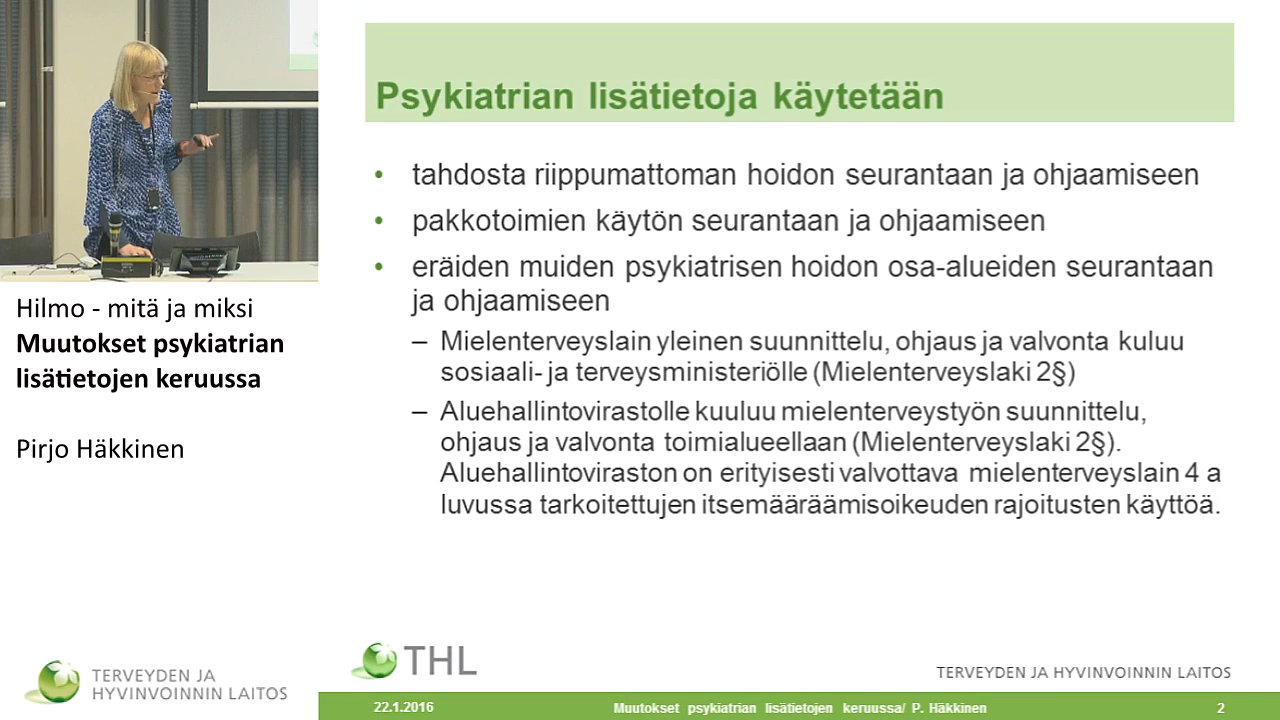 Hilmo - mitä ja miksi
Muutokset psykiatrian
lisätietojen keruussa
Pirjo Häkkinen
TERVEYDEN JA
HYVINVOINNIN LAITOS
Psykiatrian lisätietoja käytetään
• tahdosta riippumattoman hoidon seurantaan ja ohjaamiseen
• pakkotoimien käytön seurantaan ja ohjaamiseen
• eräiden muiden psykiatrisen hoidon osa-alueiden seurantaan
ja ohjaamiseen
– Mielenterveyslain yleinen suunnittelu, ohjaus ja valvonta kuluu
sosiaali- ja terveysministeriölle (Mielenterveyslaki 2§)
– Aluehallintovirastolle kuuluu mielenterveystyön suunnittelu,
ohjaus ja valvonta toimialueellaan (Mielenterveyslaki 2§).
Aluehallintoviraston on erityisesti valvottava mielenterveyslain 4 a
luvussa tarkoitettujen itsemääräämisoikeuden rajoitusten käyttöä.
THL
TERVEYDEN JA HYVINVOINNIN LAITOS
22.1.2016
Muutokset psykiatrian lisätietojen keruussa/ P. Häkkinen
2